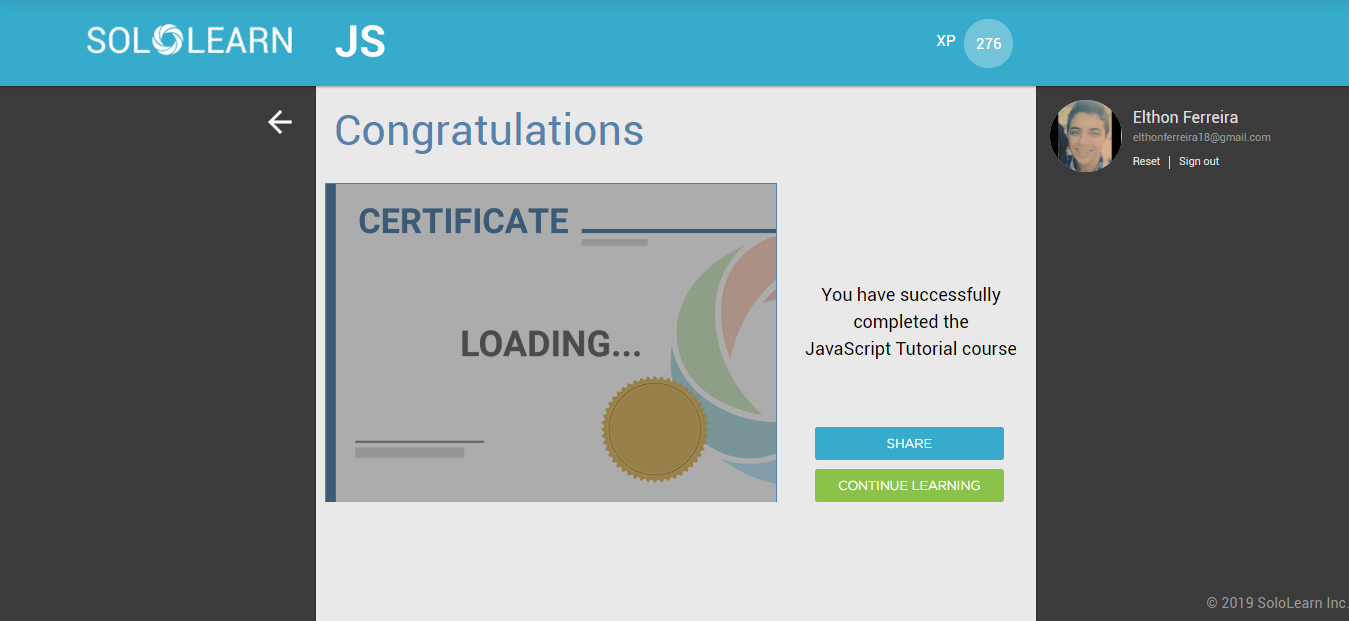 SOLOLEARN
JS
XP 276
Congratulations
Elthon Ferreira
elthonferreira18@gmail.com
Reset | Sign out
CERTIFICATE
LOADING...
You have successfully
completed the
JavaScript Tutorial course
SHARE
CONTINUE LEARNING
© 2019 SoloLearn Inc.